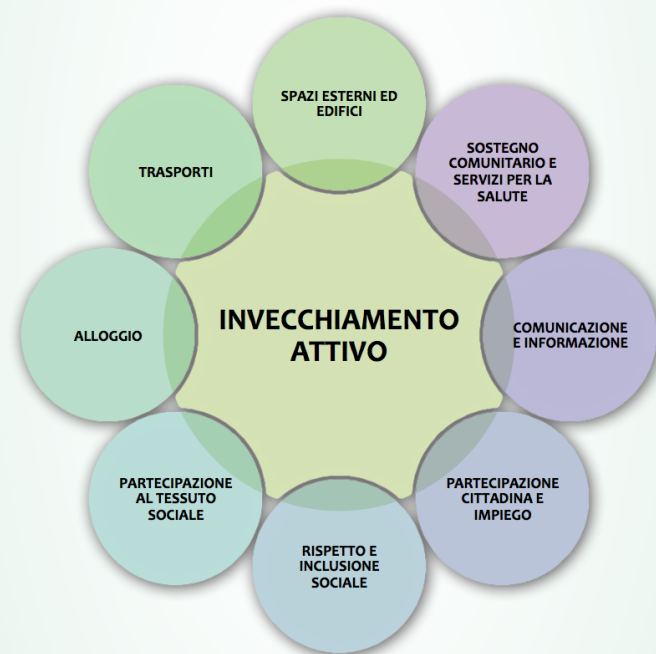 SPAZI ESTERNI ED
EDIFICI
SOSTEGNO
COMUNITARIO E
SERVIZI PER LA
SALUTE
COMUNICAZIONE
E INFORMAZIONE
PARTECIPAZIONE
CITTADINA E
IMPIEGO
RISPETTO E
INCLUSIONE
SOCIALE
PARTECIPAZIONE
AL TESSUTO
SOCIALE
ALLOGGIO
TRASPORTI
INVECCHIAMENTO
ATTIVO